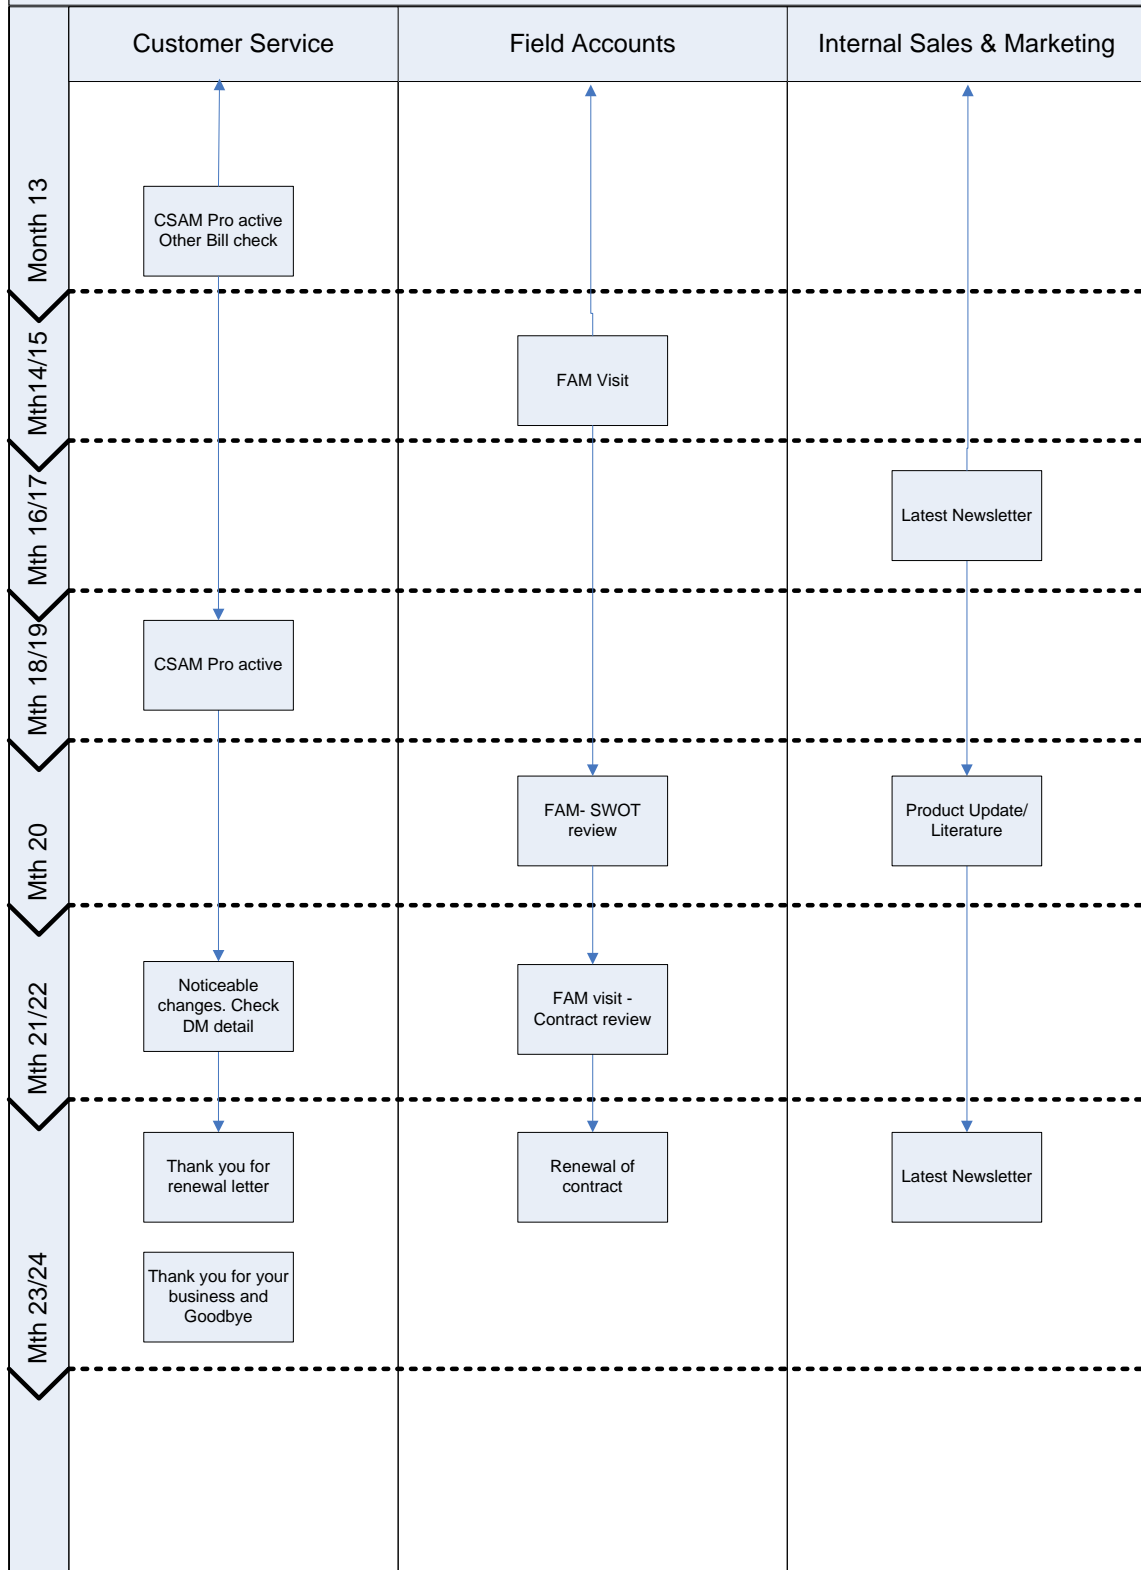 Customer Service
Field Accounts
Internal Sales & Marketing
Month 13
CSAM Pro active
Other Bill check
Mth14/15
FAM Visit
Mth 16/17
Latest Newsletter
Mth 18/19
CSAM Pro active
Mth 20
FAM- SWOT
review
Product Update/
Literature
Mth 21/22
Noticeable
changes. Check
DM detail
FAM visit -
Contract review
Mth 23/24
Thank you for
renewal letter
Renewal of
contract
Latest Newsletter
Thank you for your
business and
Goodbye